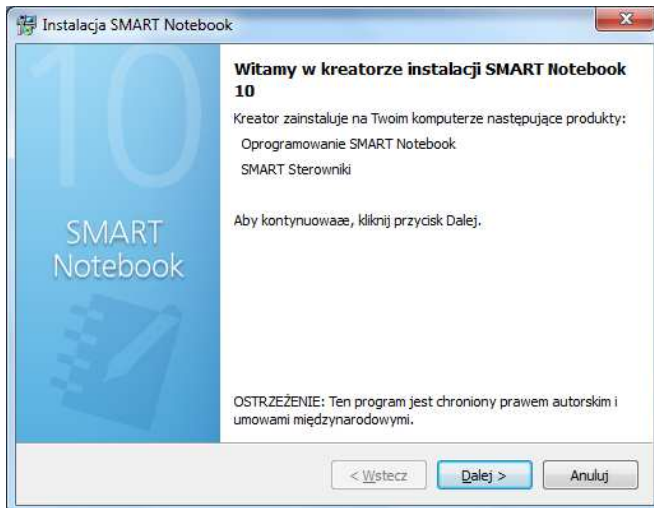 Instalacja SMART Notebook
10
SMART
Notebook
Witamy w kreatorze instalacji SMART Notebook
10
Kreator zainstaluje na Twoim komputerze następujące produkty:
Oprogramowanie SMART Notebook
SMART Sterowniki
Aby kontynuowaæ, kliknij przycisk Dalej.
OSTRZEŻENIE: Ten program jest chroniony prawem autorskim i
umowami międzynarodowymi.
< Wstecz
Dalej >
Anuluj